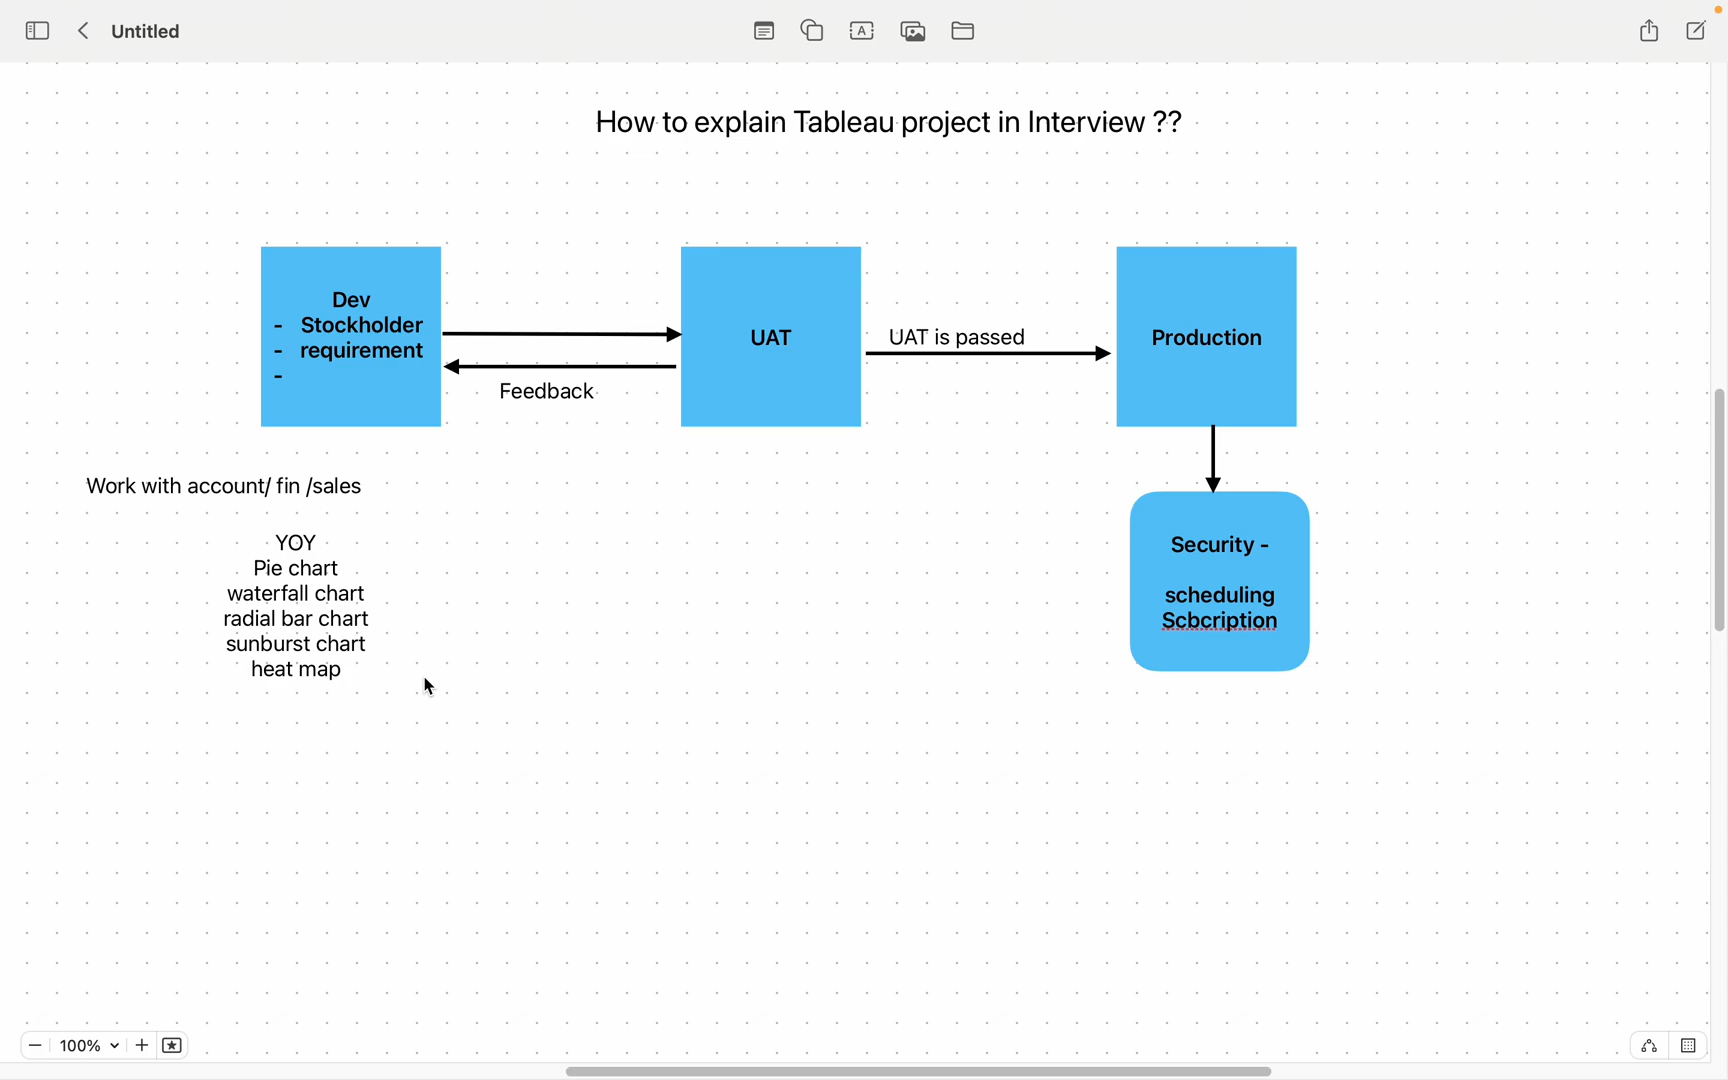 Untitled
How to explain Tableau project in Interview ??
Dev
- Stockholder
- requirement
-
Feedback
UAT
UAT is passed
Production
Work with account/ fin /sales
YOY
Pie chart
waterfall chart
radial bar chart
sunburst chart
heat map
Security -
scheduling
Scbcription
100%